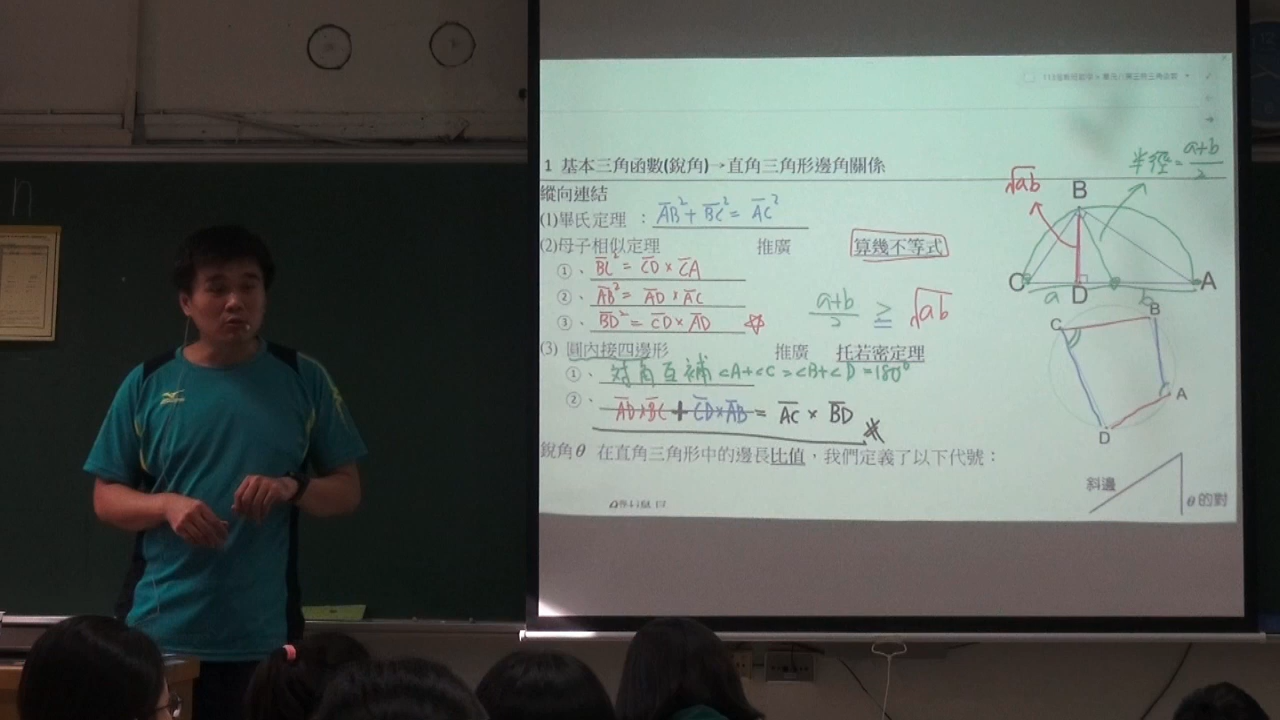 1 基本三角函數(銳角)→直角三角形邊角關係
半徑=a+b/2
√ab
縱向連結
(1)畢氏定理 : AB²+BC²=AC²
(2)母子相似定理 推廣 算幾不等式
①、BC²=CD×CA
②、AB²=AD×AC
③、BD²=CD×AD
a+b/2 ≧ √ab
B
C a D b A
(3) 圓內接四邊形 推廣 托若密定理
①、對角互補 ∠A+∠C=∠B+∠D=180°
②、AD×BC+CD×AB=AC×BD
C B
A
D
銳角θ 在直角三角形中的邊長比值，我們定義了以下代號：
斜邊
θ的對
MIZUNO
n